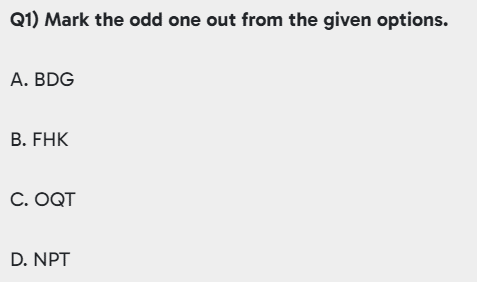 Q1) Mark the odd one out from the given options.
A. BDG
B. FHK
C. OQT
D. NPT